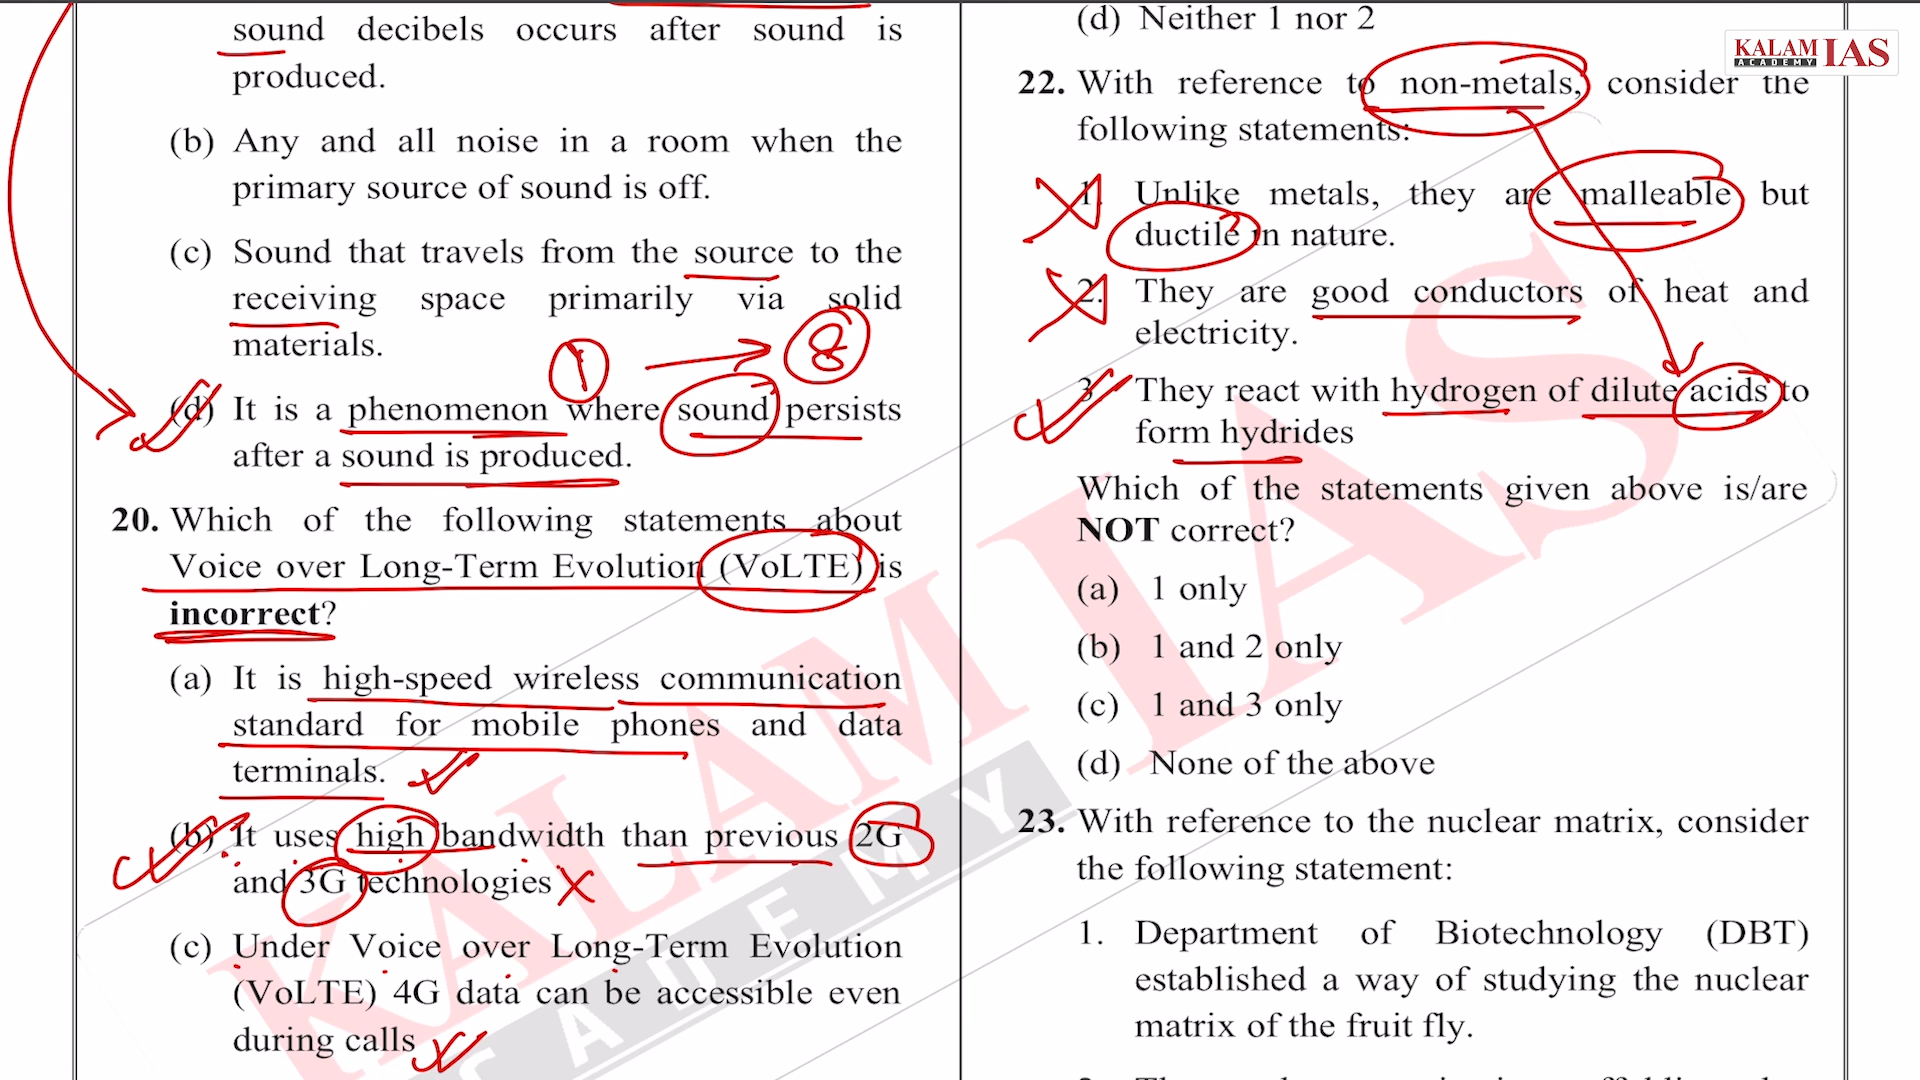 sound decibels occurs after sound is
produced.
(b) Any and all noise in a room when the
primary source of sound is off.
(c) Sound that travels from the source to the
receiving space primarily via solid
materials.
1 → 8
(d) It is a phenomenon where sound persists
after a sound is produced.
20. Which of the following statements about
Voice over Long-Term Evolution (VoLTE) is
incorrect?
(a) It is high-speed wireless communication
standard for mobile phones and data
terminals.
(b) It uses high bandwidth than previous 2G
and 3G technologies
(c) Under Voice over Long-Term Evolution
(VoLTE) 4G data can be accessible even
during calls
(d) Neither 1 nor 2
22. With reference to non-metals, consider the
following statements:
1. Unlike metals, they are malleable but
ductile in nature.
2. They are good conductors of heat and
electricity.
3 They react with hydrogen of dilute acids to
form hydrides
Which of the statements given above is/are
NOT correct?
(a) 1 only
(b) 1 and 2 only
(c) 1 and 3 only
(d) None of the above
23. With reference to the nuclear matrix, consider
the following statement:
1. Department of Biotechnology (DBT)
established a way of studying the nuclear
matrix of the fruit fly.
KALAM IAS
ACADEMY
KALAM IAS
ACADEMY